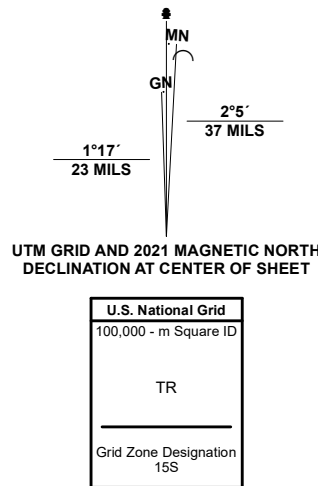 MN
GN
2°5´
37 MILS
1°17´
23 MILS
UTM GRID AND 2021 MAGNETIC NORTH
DECLINATION AT CENTER OF SHEET
U.S. National Grid
100,000 - m Square ID
TR
Grid Zone Designation
15S